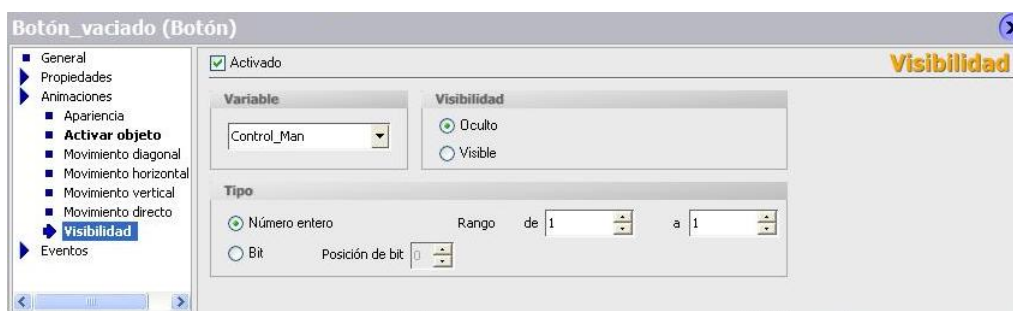 Botón_vaciado (Botón)
General
Propiedades
Animaciones
Apariencia
Activar objeto
Movimiento diagonal
Movimiento horizontal
Movimiento vertical
Movimiento directo
Visibilidad
Eventos
Activado
Visibilidad
Variable
Control_Man
Visibilidad
Oculto
Visible
Tipo
Número entero Rango de 1 a 1
Bit Posición de bit 0